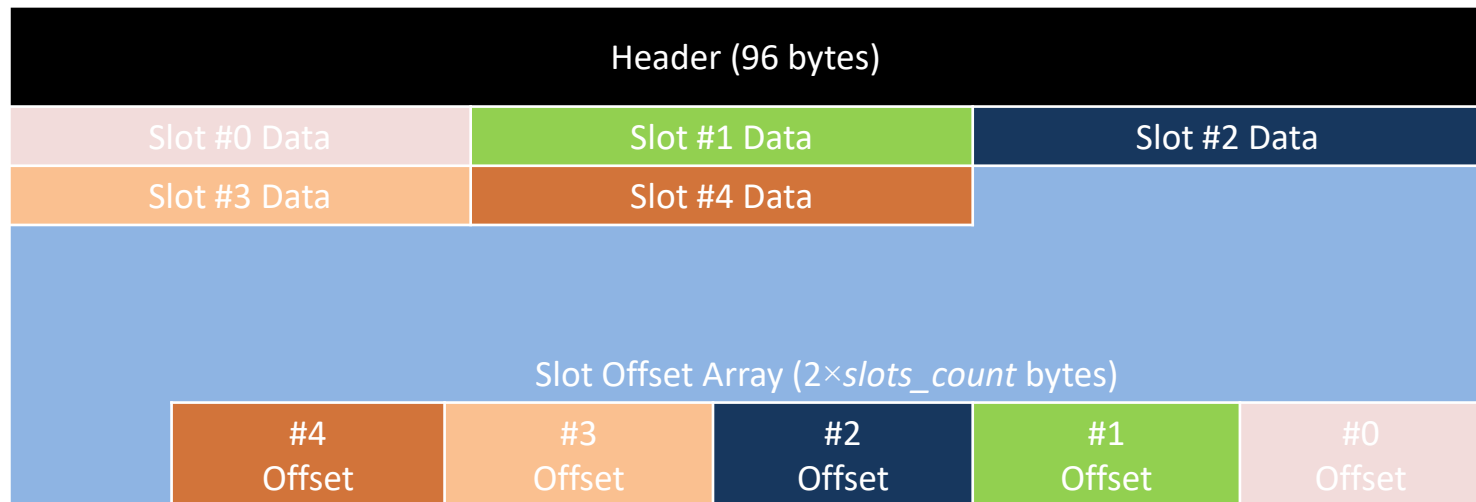 Header (96 bytes)
Slot #0 Data
Slot #1 Data
Slot #2 Data
Slot #3 Data
Slot #4 Data
Slot Offset Array (2×slots_count bytes)
#4
Offset
#3
Offset
#2
Offset
#1
Offset
#0
Offset